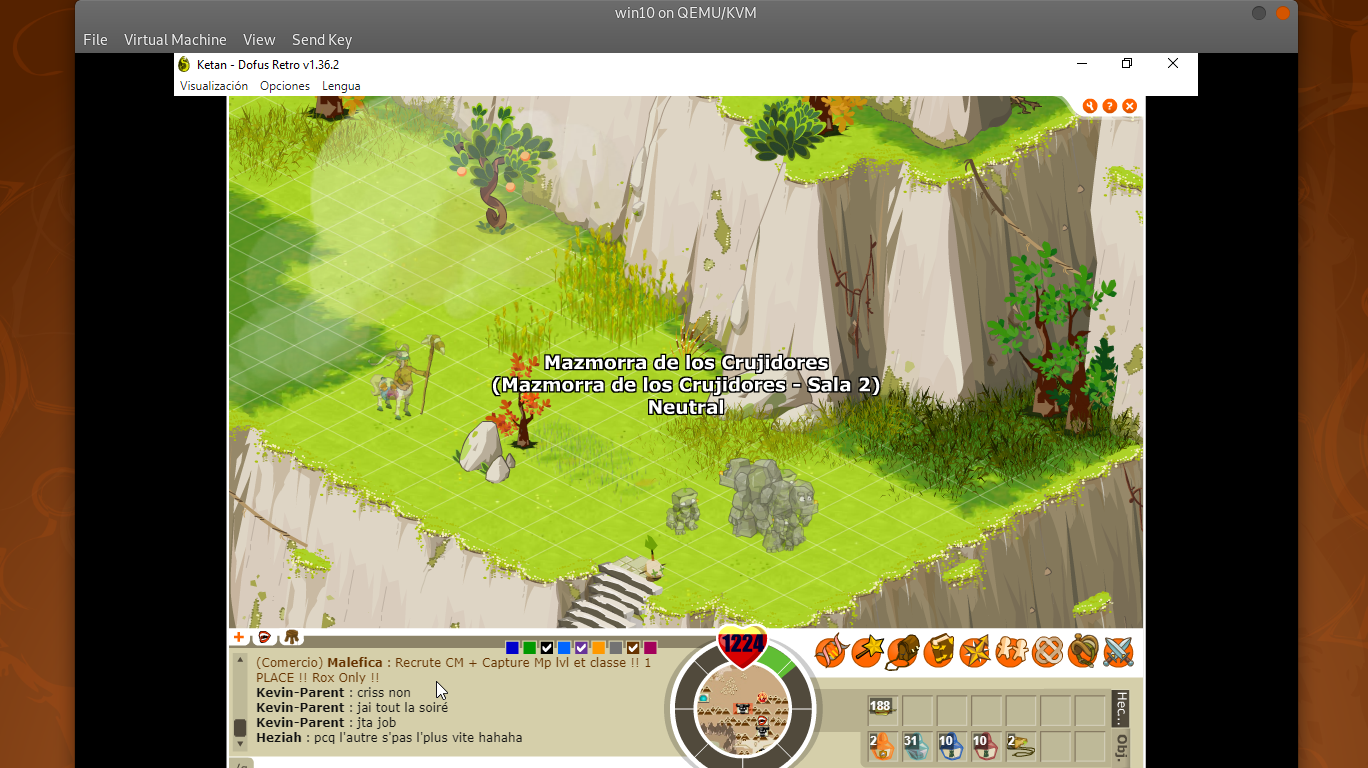 win10 on QEMU/KVM
File Virtual Machine View Send Key
Ketan - Dofus Retro v1.36.2
Visualización Opciones Lengua
Mazmorra de los Crujidores
(Mazmorra de los Crujidores - Sala 2)
Neutral
1224
(Comercio) Malefica : Recrute CM + Capture Mp lvl et classe !! 1
PLACE !! Rox Only !!
Kevin-Parent : criss non
Kevin-Parent : jai tout la soiré
Kevin-Parent : jta job
Heziah : pcq l'autre s'pas l'plus vite hahaha
188
Hec...
2 31 10 10 2
Obj.